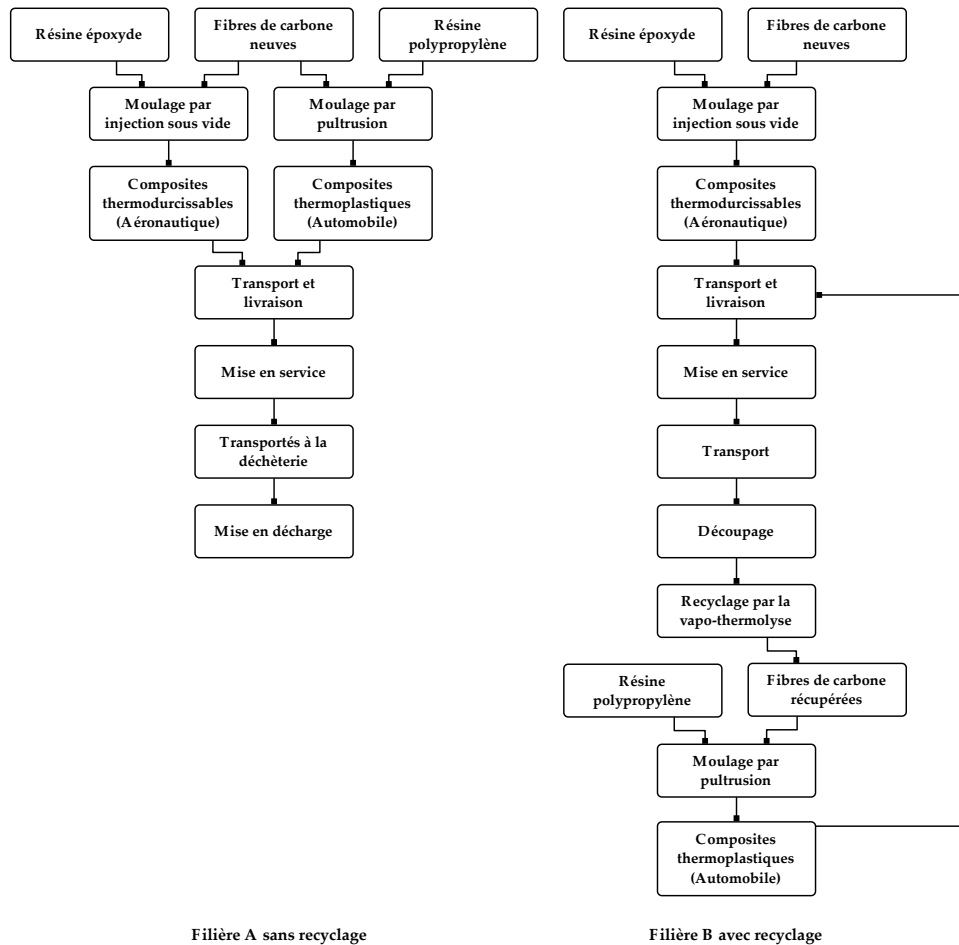 Résine époxyde
Fibres de carbone
neuves
Résine
polypropylène
Moulage par
injection sous vide
Moulage par
pultrusion
Composites
thermodurcissables
(Aéronautique)
Composites
thermoplastiques
(Automobile)
Transport et
livraison
Mise en service
Transportés à la
déchèterie
Mise en décharge
Filière A sans recyclage
Résine époxyde
Fibres de carbone
neuves
Moulage par
injection sous vide
Composites
thermodurcissables
(Aéronautique)
Transport et
livraison
Mise en service
Transport
Découpage
Recyclage par la
vapo-thermolyse
Résine
polypropylène
Fibres de carbone
récupérées
Moulage par
pultrusion
Composites
thermoplastiques
(Automobile)
Filière B avec recyclage